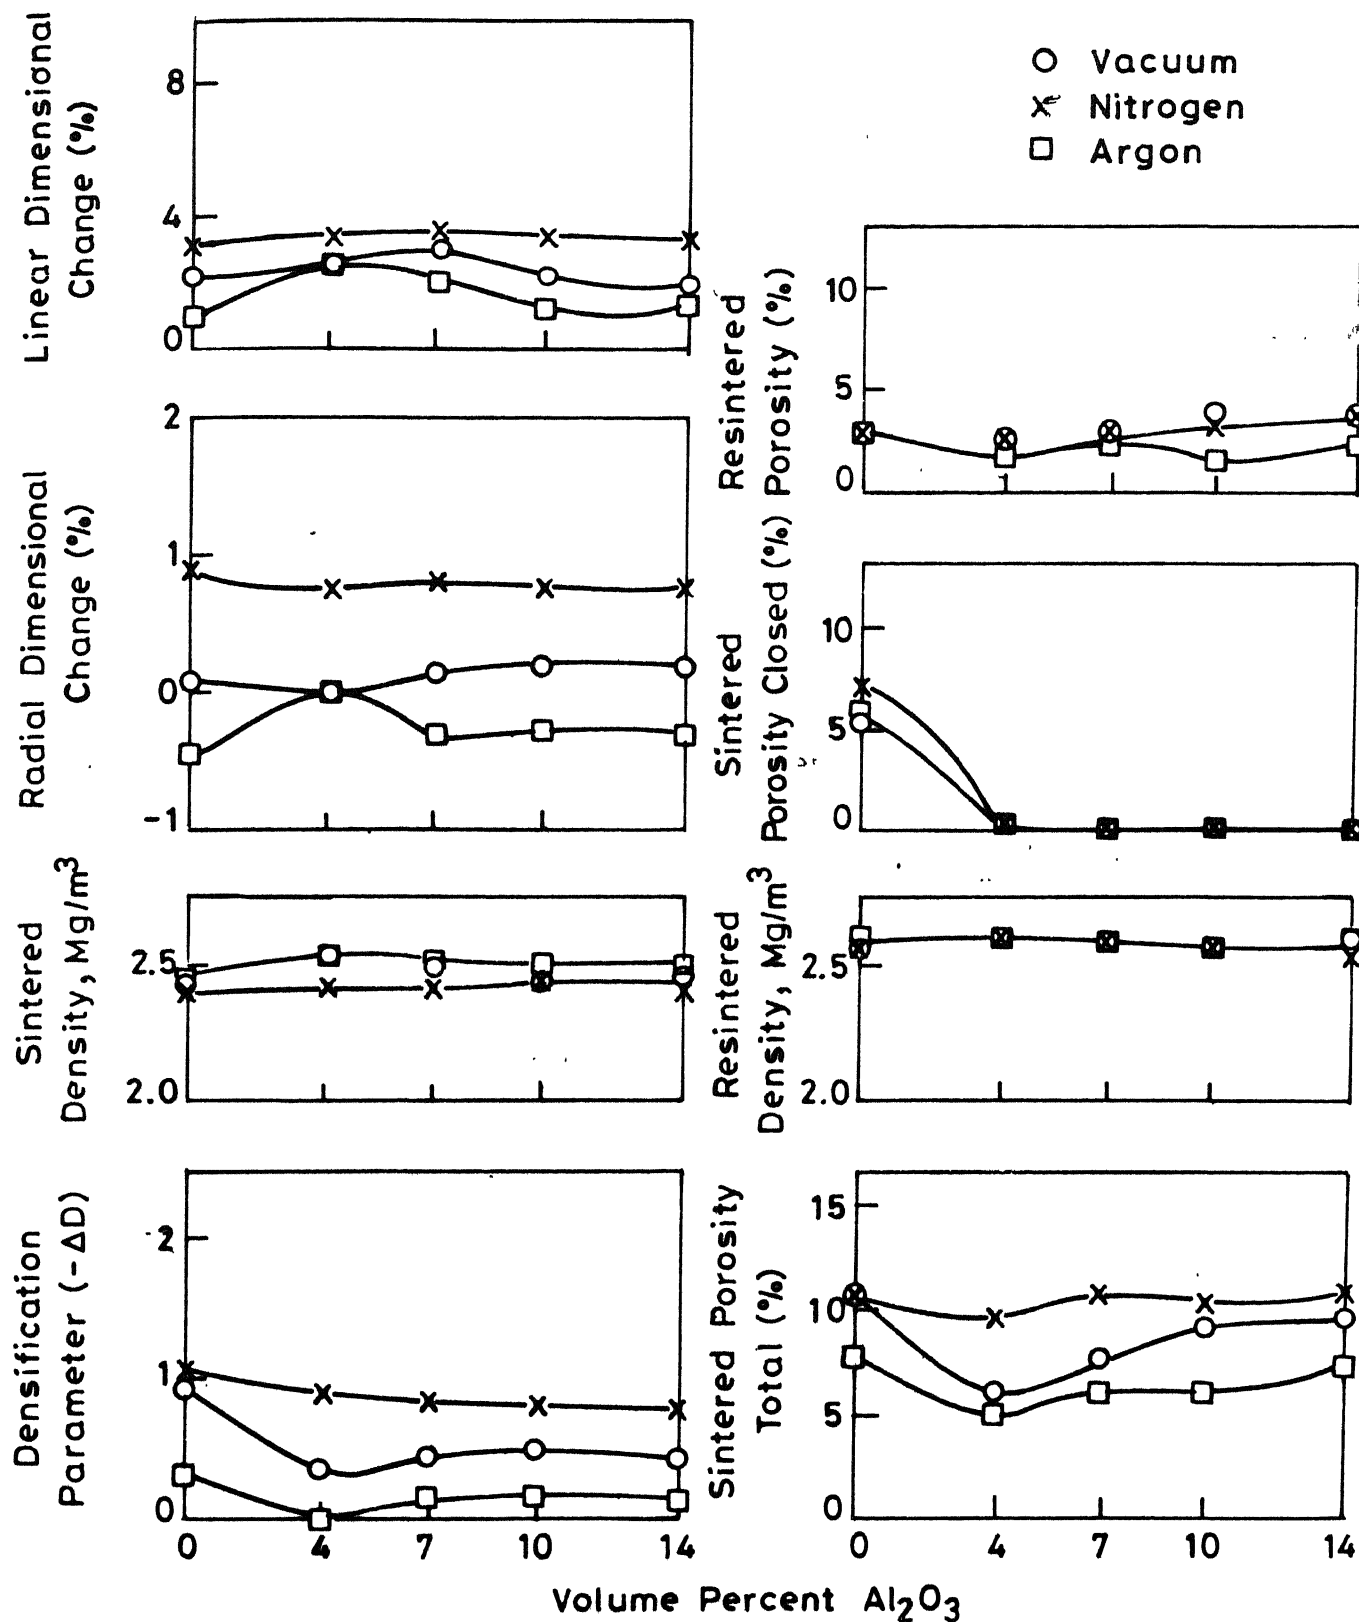 Vacuum
Nitrogen
Argon
Linear Dimensional
Change (%)
8
4
0
Radial Dimensional
Change (%)
2
1
0
-1
Sintered
Density, Mg/m³
2.5
2.0
Densification
Parameter (-ΔD)
2
1
0
0 4 7 10 14
Resintered
Porosity (%)
10
5
0
Sintered
Porosity Closed (%)
10
5
0
Resintered
Density, Mg/m³
2.5
2.0
Sintered Porosity
Total (%)
15
10
5
0
0 4 7 10 14
Volume Percent Al₂O₃